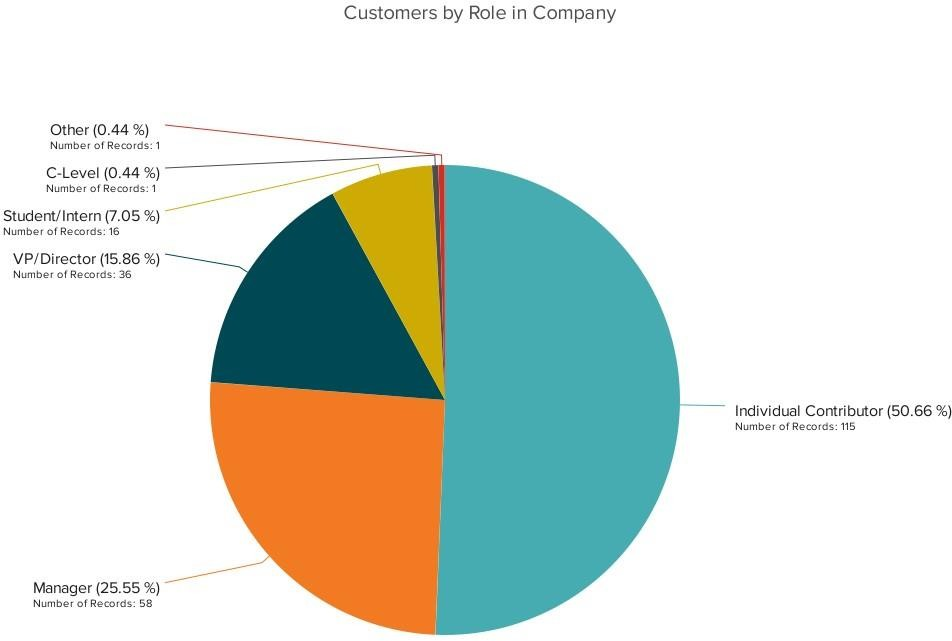 Customers by Role in Company
Other (0.44 %)
Number of Records: 1
C-Level (0.44 %)
Number of Records: 1
Student/Intern (7.05 %)
Number of Records: 16
VP/Director (15.86 %)
Number of Records: 36
Individual Contributor (50.66 %)
Number of Records: 115
Manager (25.55 %)
Number of Records: 58